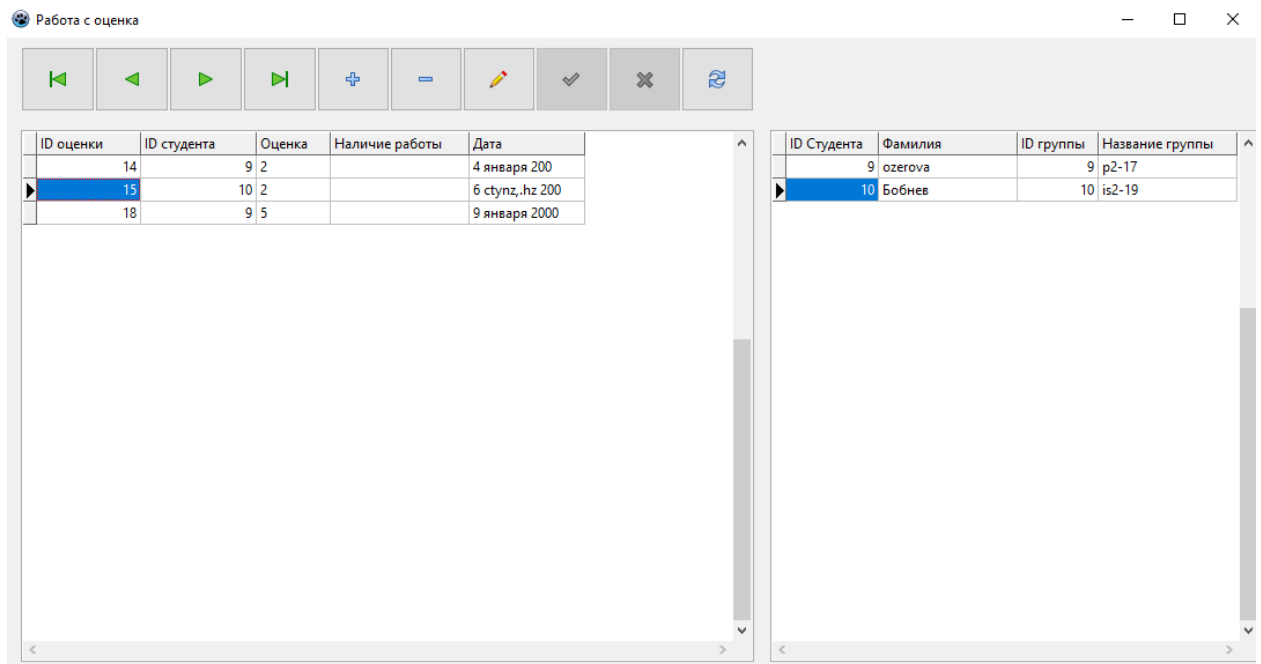 Работа с оценка
ID оценки ID студента Оценка Наличие работы Дата
14 9 2 4 января 200
15 10 2 6 ctynz,.hz 200
18 9 5 9 января 2000
ID Студента Фамилия ID группы Название группы
9 ozerova 9 p2-17
10 Бобнев 10 is2-19